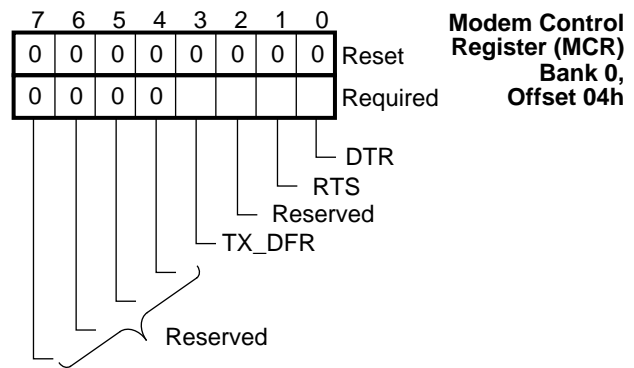 7 6 5 4 3 2 1 0
Modem Control
Register (MCR)
Bank 0,
Offset 04h
0 0 0 0 0 0 0 0 Reset
0 0 0 0 Required
DTR
RTS
Reserved
TX_DFR
Reserved